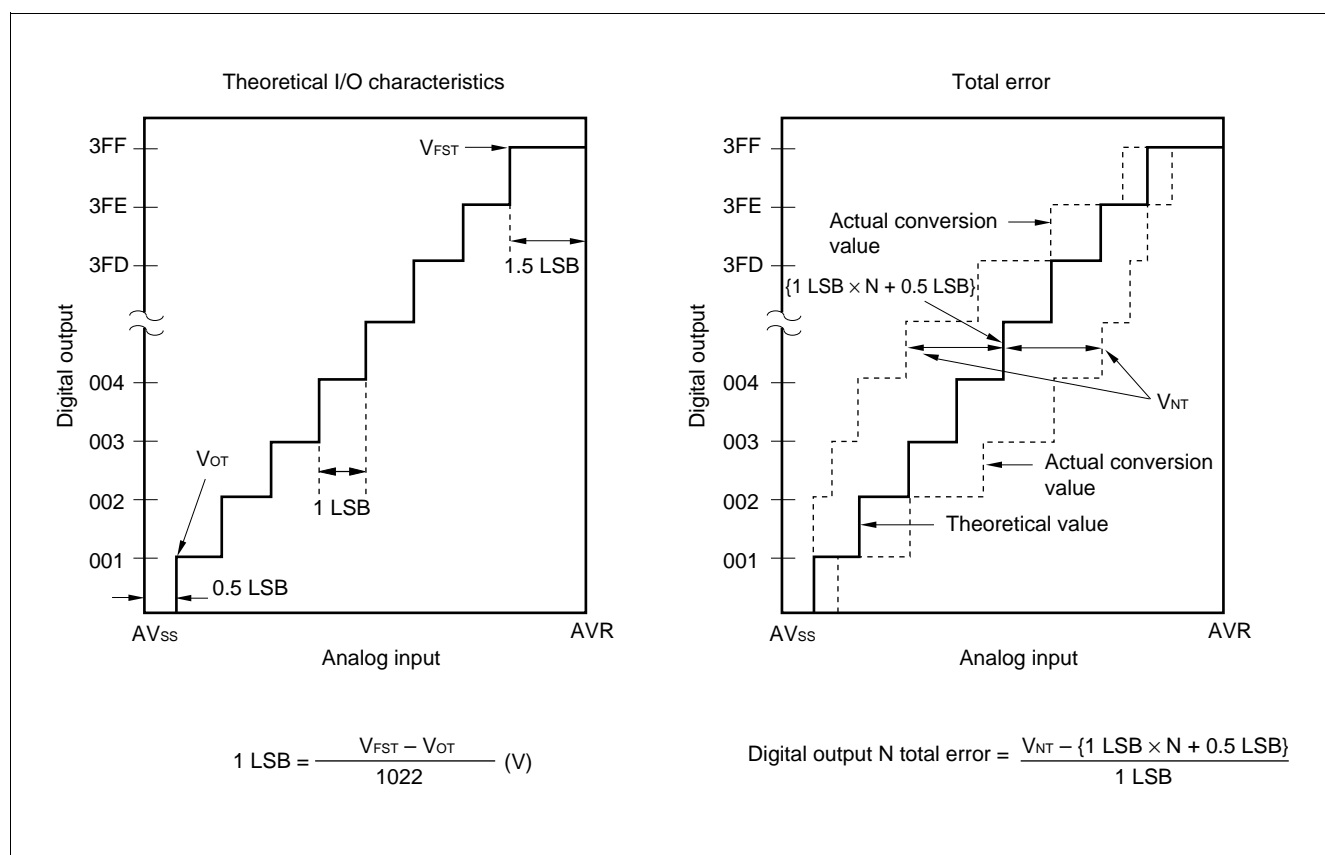 Theoretical I/O characteristics
Digital output
3FF
3FE
3FD
004
003
002
001
VFST
1.5 LSB
VOT
1 LSB
0.5 LSB
AVSS
AVR
Analog input
1 LSB = VFST – VOT / 1022 (V)
Total error
Digital output
3FF
3FE
3FD
004
003
002
001
Actual conversion
value
{1 LSB × N + 0.5 LSB}
VNT
Actual conversion
value
Theoretical value
AVSS
AVR
Analog input
Digital output N total error = VNT – {1 LSB × N + 0.5 LSB} / 1 LSB